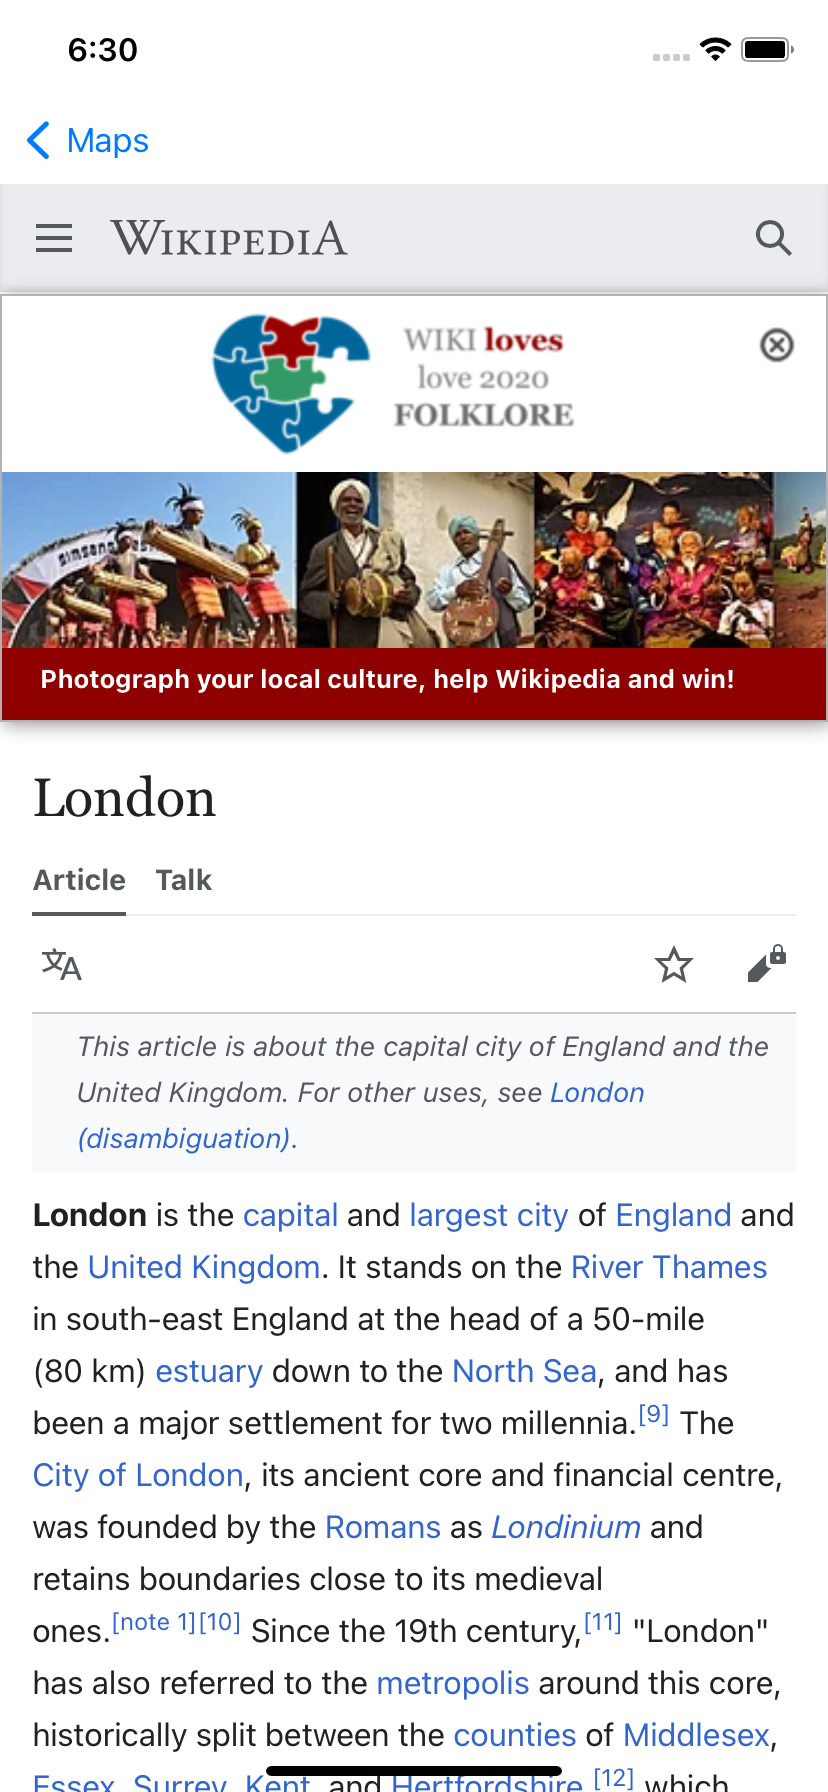 6:30
Maps
WIKIPEDIA
WIKI loves
love 2020
FOLKLORE
Photograph your local culture, help Wikipedia and win!
London
Article Talk
文A
This article is about the capital city of England and the
United Kingdom. For other uses, see London
(disambiguation).
London is the capital and largest city of England and
the United Kingdom. It stands on the River Thames
in south-east England at the head of a 50-mile
(80 km) estuary down to the North Sea, and has
been a major settlement for two millennia.[9] The
City of London, its ancient core and financial centre,
was founded by the Romans as Londinium and
retains boundaries close to its medieval
ones.[note 1][10] Since the 19th century,[11] "London"
has also referred to the metropolis around this core,
historically split between the counties of Middlesex,
Essex, Surrey, Kent, and Hertfordshire,[12] which